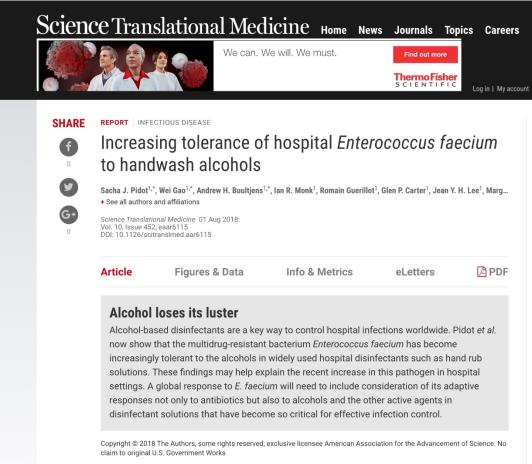 Science Translational Medicine Home News Journals Topics Careers
We can. We will. We must.
Find out more
ThermoFisher
SCIENTIFIC
Log in | My account
SHARE
REPORT | INFECTIOUS DISEASE
Increasing tolerance of hospital Enterococcus faecium
to handwash alcohols
0
Sacha J. Pidot1,*, Wei Gao1,*, Andrew H. Buultjens1,*, Ian R. Monk1, Romain Guerillot1, Glen P. Carter1, Jean Y. H. Lee1, Marg...
+ See all authors and affiliations
Science Translational Medicine 01 Aug 2018:
Vol. 10, Issue 452, eaar6115
DOI: 10.1126/scitranslmed.aar6115
G+
0
Article Figures & Data Info & Metrics eLetters PDF
Alcohol loses its luster
Alcohol-based disinfectants are a key way to control hospital infections worldwide. Pidot et al.
now show that the multidrug-resistant bacterium Enterococcus faecium has become
increasingly tolerant to the alcohols in widely used hospital disinfectants such as hand rub
solutions. These findings may help explain the recent increase in this pathogen in hospital
settings. A global response to E. faecium will need to include consideration of its adaptive
responses not only to antibiotics but also to alcohols and the other active agents in
disinfectant solutions that have become so critical for effective infection control.
Copyright © 2018 The Authors, some rights reserved; exclusive licensee American Association for the Advancement of Science. No
claim to original U.S. Government Works